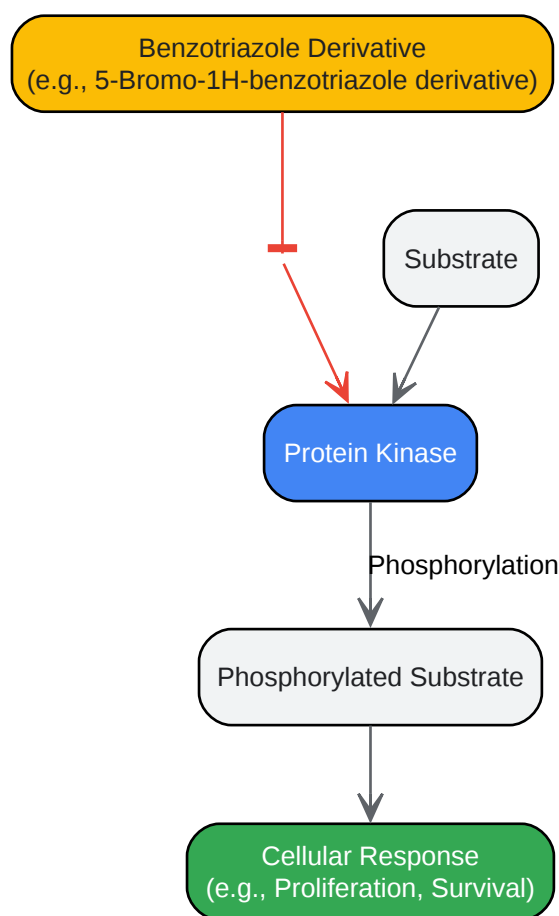 Benzotriazole Derivative
(e.g., 5-Bromo-1H-benzotriazole derivative)
Substrate
Protein Kinase
Phosphorylation
Phosphorylated Substrate
Cellular Response
(e.g., Proliferation, Survival)